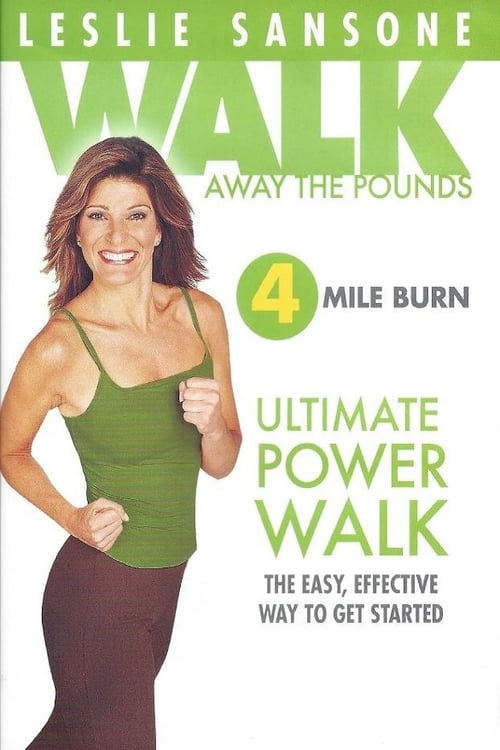 LESLIE SANSONE
WALK
AWAY THE POUNDS
4 MILE BURN
ULTIMATE
POWER
WALK
THE EASY, EFFECTIVE
WAY TO GET STARTED